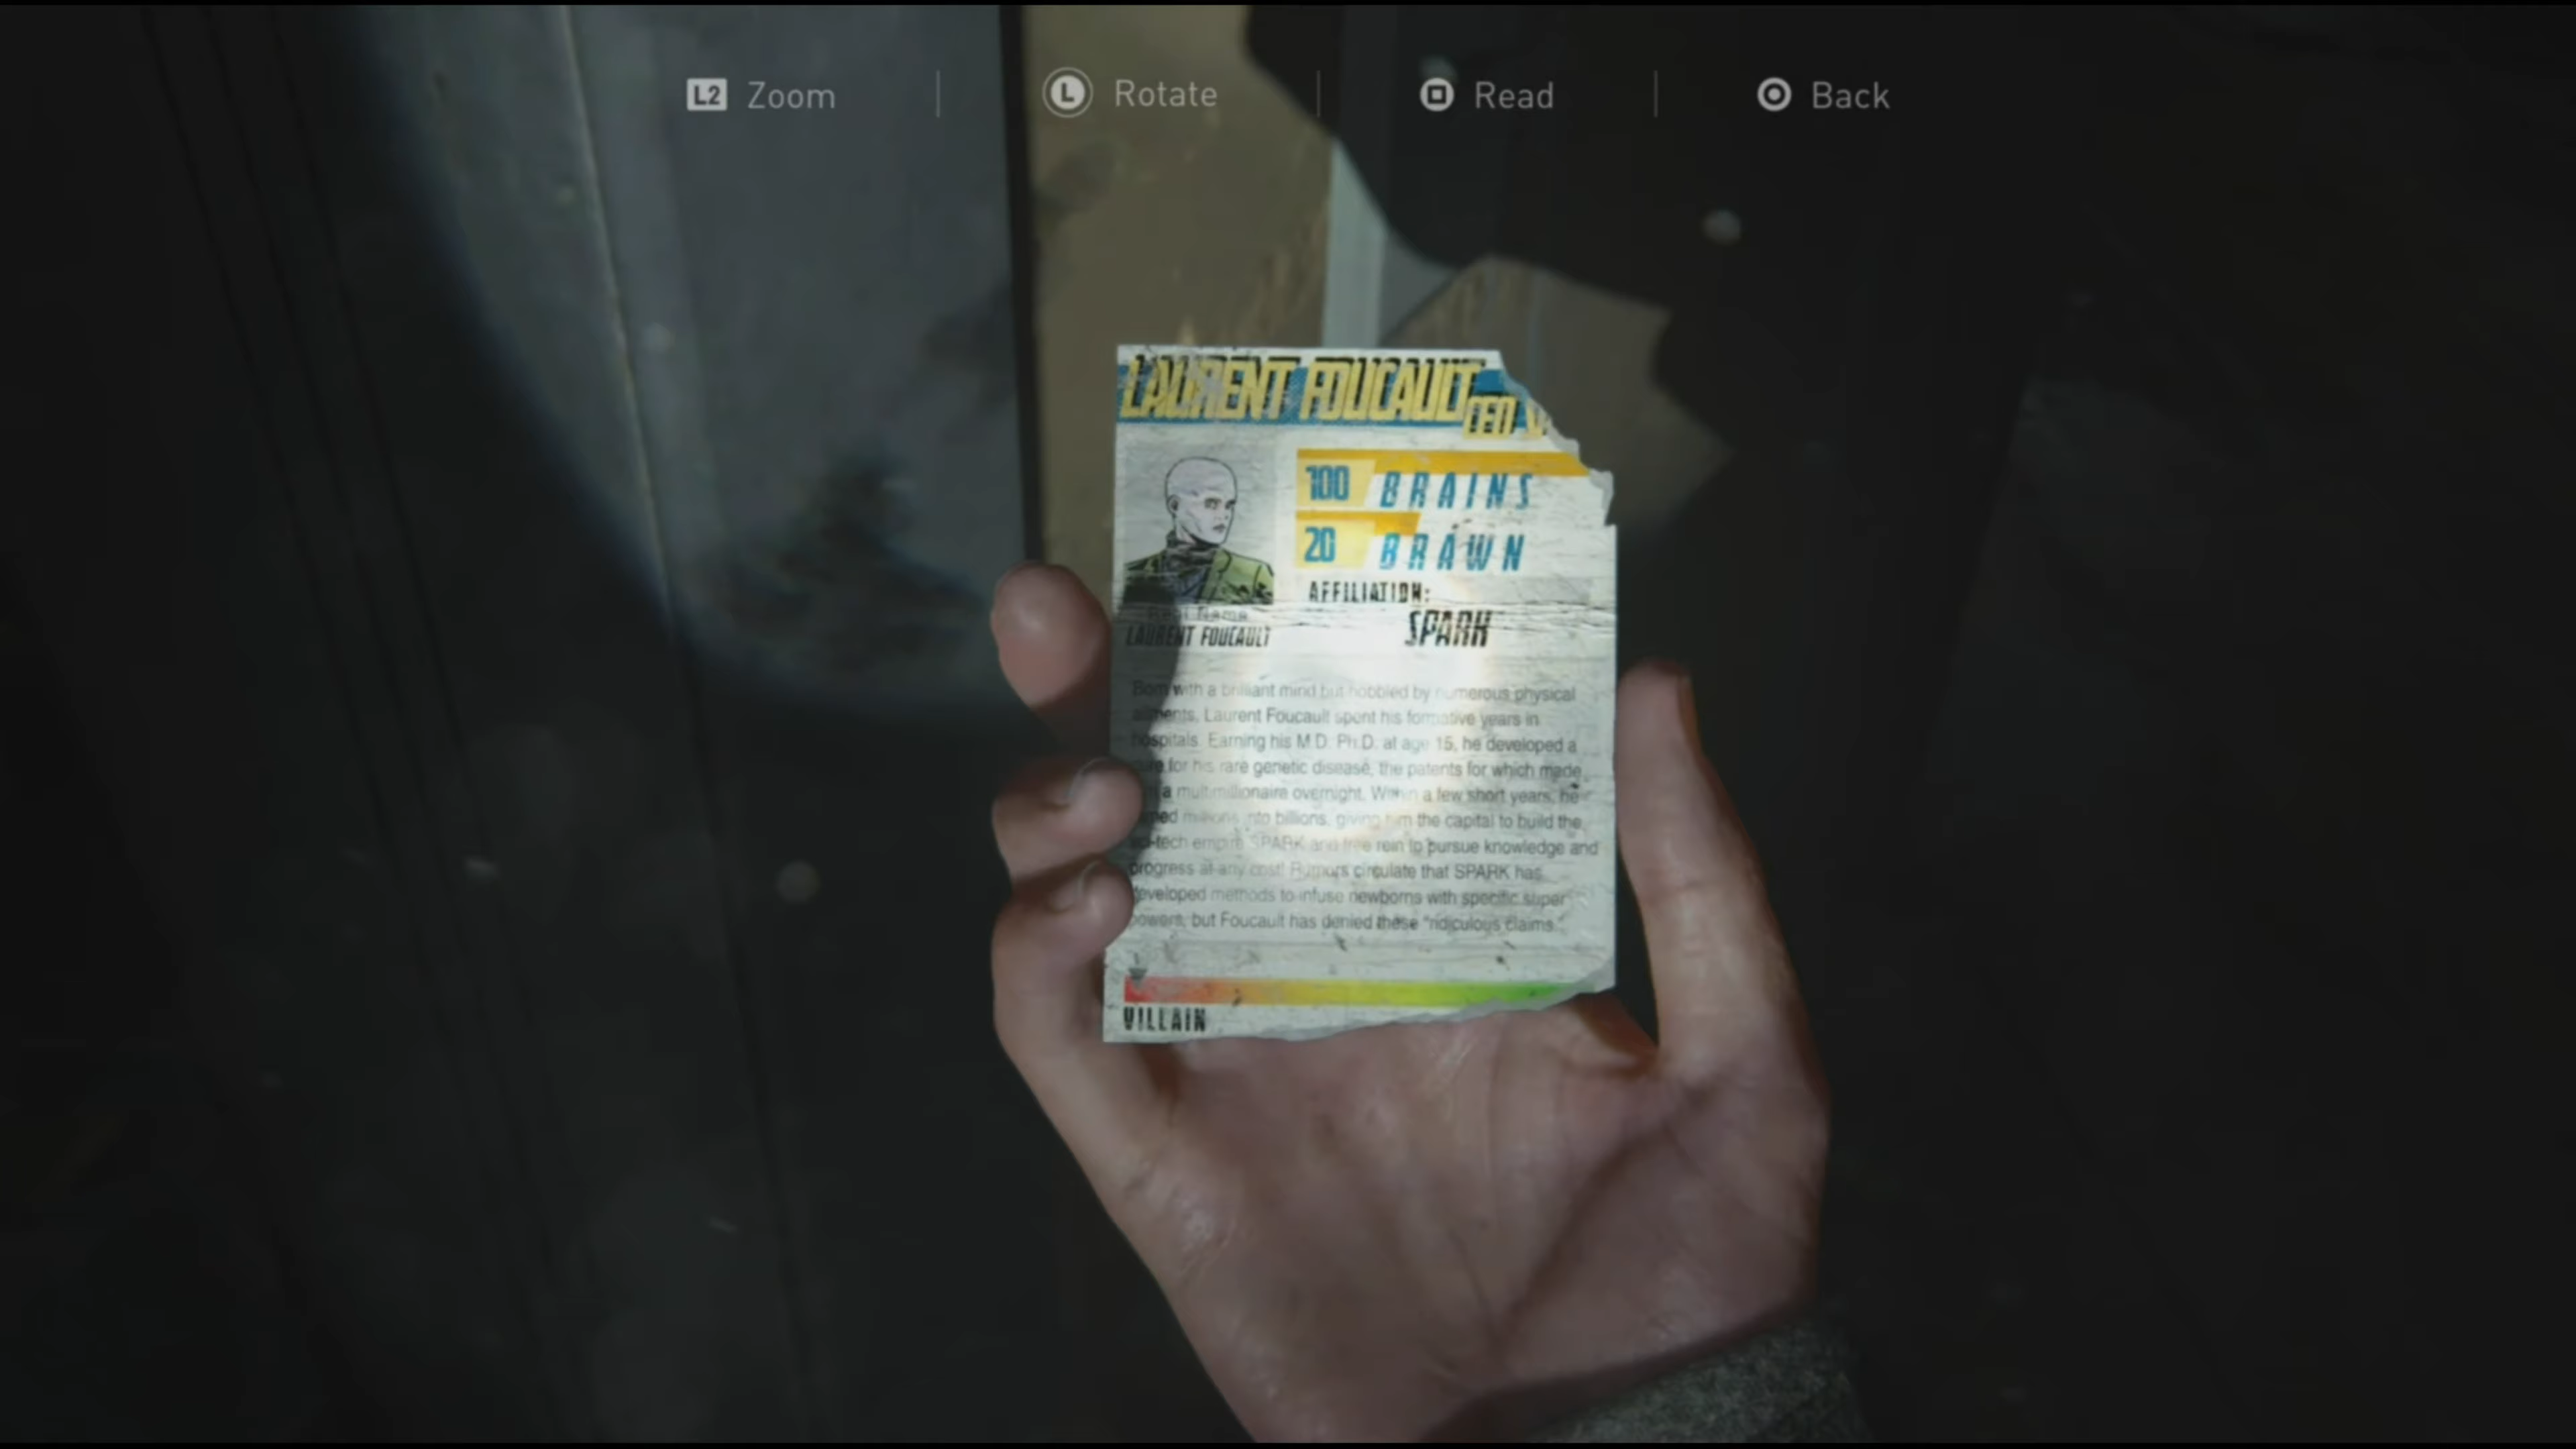 L2 Zoom
L Rotate
Read
Back
LAURENT FOUCAULT
CEO
100 BRAINS
20 BRAWN
AFFILIATION:
SPARK
Name
LAURENT FOUCAULT
Born with a brilliant mind but hobbled by numerous physical
ailments, Laurent Foucault spent his formative years in
hospitals. Earning his M.D. Ph.D. at age 15, he developed a
for his rare genetic disease, the patents for which made
a multimillionaire overnight. Within a few short years, he
millions into billions, giving him the capital to build the
empire SPARK and free rein to pursue knowledge and
progress at any cost! Rumors circulate that SPARK has
developed methods to infuse newborns with specific super
powers, but Foucault has denied these "ridiculous claims."
VILLAIN